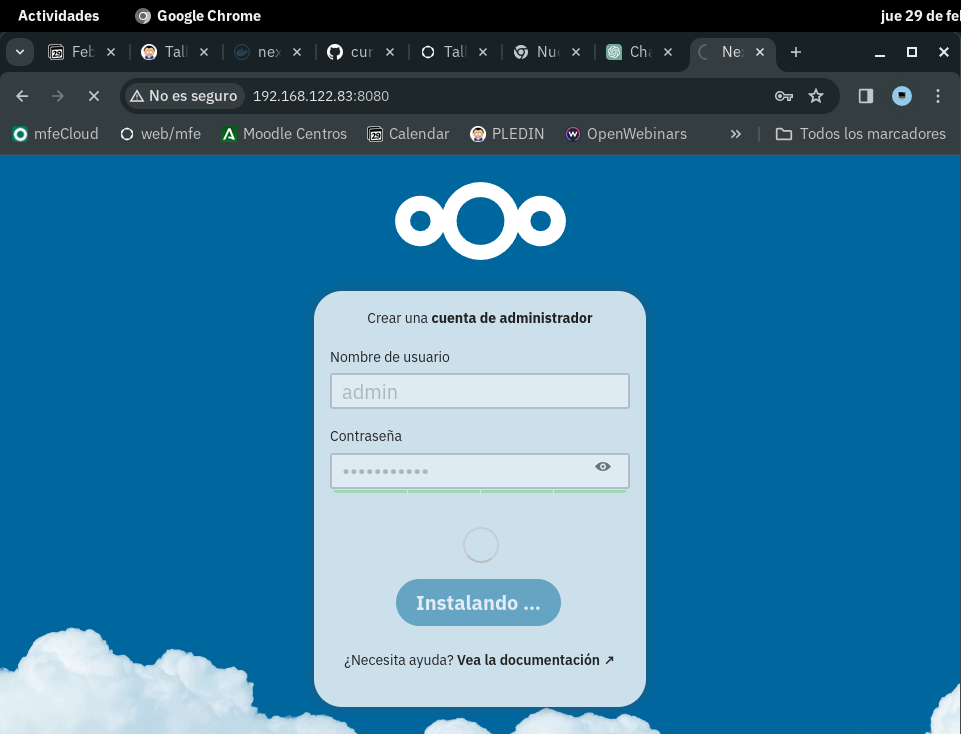 Actividades Google Chrome jue 29 de fe
Feb Tall nex cur Tall Nue Cha Nex
No es seguro 192.168.122.83:8080
mfeCloud web/mfe Moodle Centros Calendar PLEDIN OpenWebinars » Todos los marcadores
Crear una cuenta de administrador
Nombre de usuario
admin
Contraseña
•••••••••••
Instalando ...
¿Necesita ayuda? Vea la documentación ↗